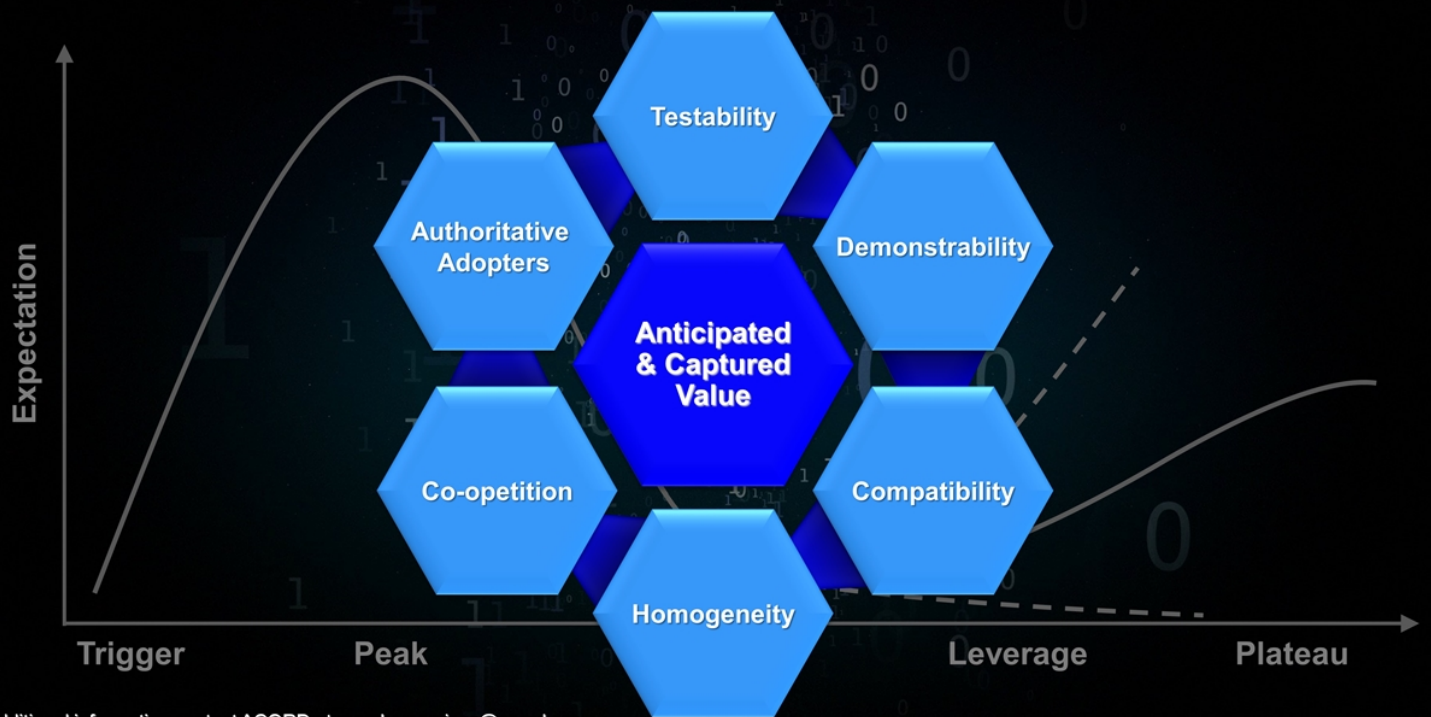 Testability
Authoritative
Adopters
Demonstrability
Anticipated
& Captured
Value
Expectation
Co-opetition
Compatibility
Homogeneity
Trigger
Peak
Leverage
Plateau